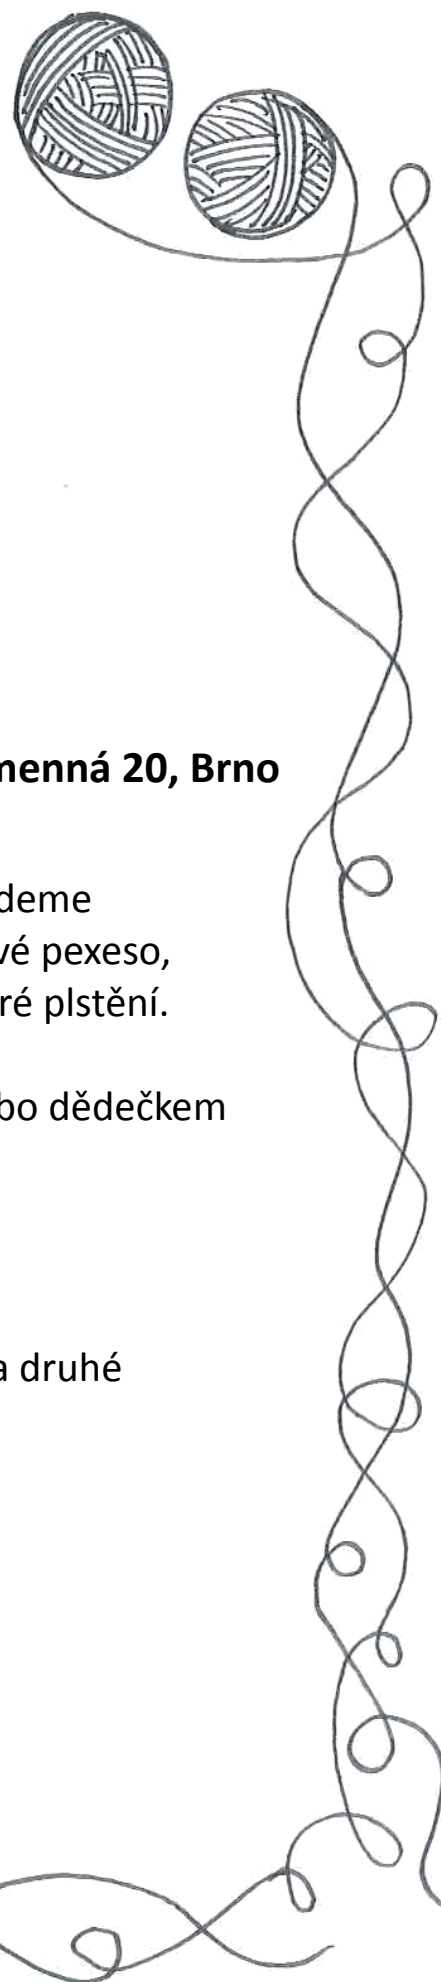 menná 20, Brno
deme
vé pexeso,
ré plstění.
bo dědečkem
a druhé